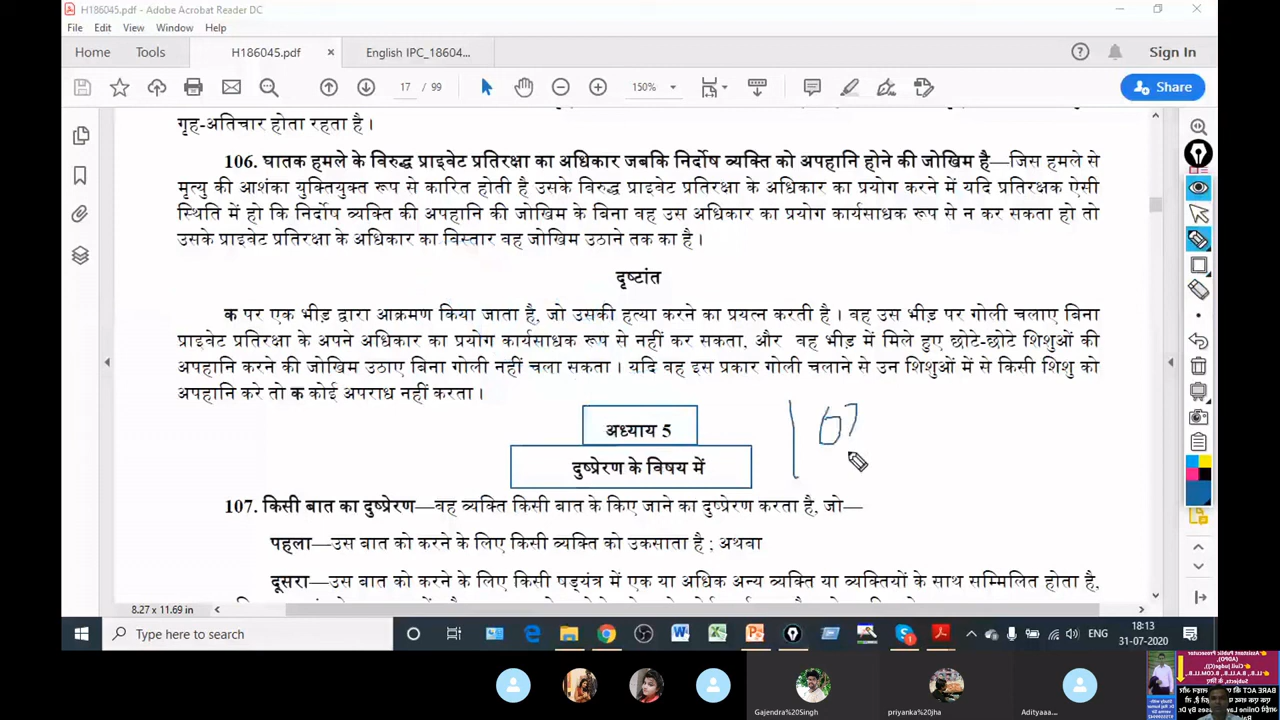 H186045.pdf - Adobe Acrobat Reader DC
File Edit View Window Help
Home Tools H186045.pdf × English IPC_18604... Sign In
17 / 99 150% Share
गृह-अतिचार होता रहता है ।
106. घातक हमले के विरुद्ध प्राइवेट प्रतिरक्षा का अधिकार जबकि निर्दोष व्यक्ति को अपहानि होने की जोखिम है—जिस हमले से
मृत्यु की आशंका युक्तियुक्त रूप से कारित होती है उसके विरुद्ध प्राइवेट प्रतिरक्षा के अधिकार का प्रयोग करने में यदि प्रतिरक्षक ऐसी
स्थिति में हो कि निर्दोष व्यक्ति की अपहानि की जोखिम के बिना वह उस अधिकार का प्रयोग कार्यसाधक रूप से न कर सकता हो तो
उसके प्राइवेट प्रतिरक्षा के अधिकार का विस्तार वह जोखिम उठाने तक का है ।
दृष्टांत
क पर एक भीड़ द्वारा आक्रमण किया जाता है, जो उसकी हत्या करने का प्रयत्न करती है । वह उस भीड़ पर गोली चलाए बिना
प्राइवेट प्रतिरक्षा के अपने अधिकार का प्रयोग कार्यसाधक रूप से नहीं कर सकता, और वह भीड़ में मिले हुए छोटे-छोटे शिशुओं की
अपहानि करने की जोखिम उठाए बिना गोली नहीं चला सकता । यदि वह इस प्रकार गोली चलाने से उन शिशुओं में से किसी शिशु को
अपहानि करे तो क कोई अपराध नहीं करता ।
अध्याय 5
107
दुष्प्रेरण के विषय में
107. किसी बात का दुष्प्रेरण—वह व्यक्ति किसी बात के किए जाने का दुष्प्रेरण करता है, जो—
पहला—उस बात को करने के लिए किसी व्यक्ति को उकसाता है ; अथवा
दूसरा—उस बात को करने के लिए किसी षड्यंत्र में एक या अधिक अन्य व्यक्ति या व्यक्तियों के साथ सम्मिलित होता है,
8.27 x 11.69 in
Type here to search ENG 18:13
31-07-2020
Gajendra%20Singh priyanka%20jha Adityaaa...